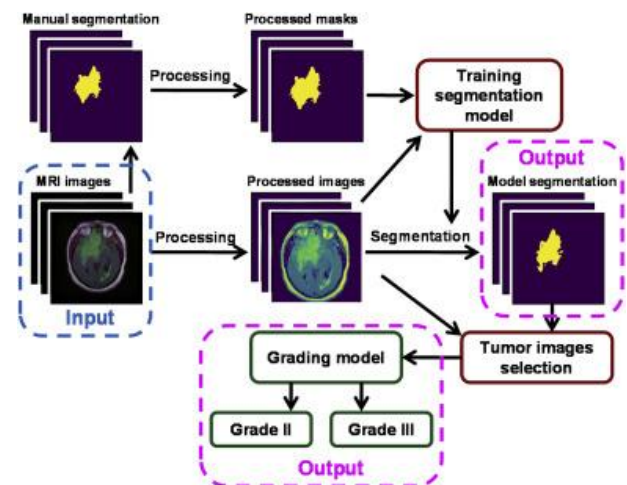 Manual segmentation
Processed masks
Processing
Training
segmentation
model
Output
MRI images
Processed images
Model segmentation
Processing
Segmentation
Input
Grading model
Tumor images
selection
Grade II
Grade III
Output